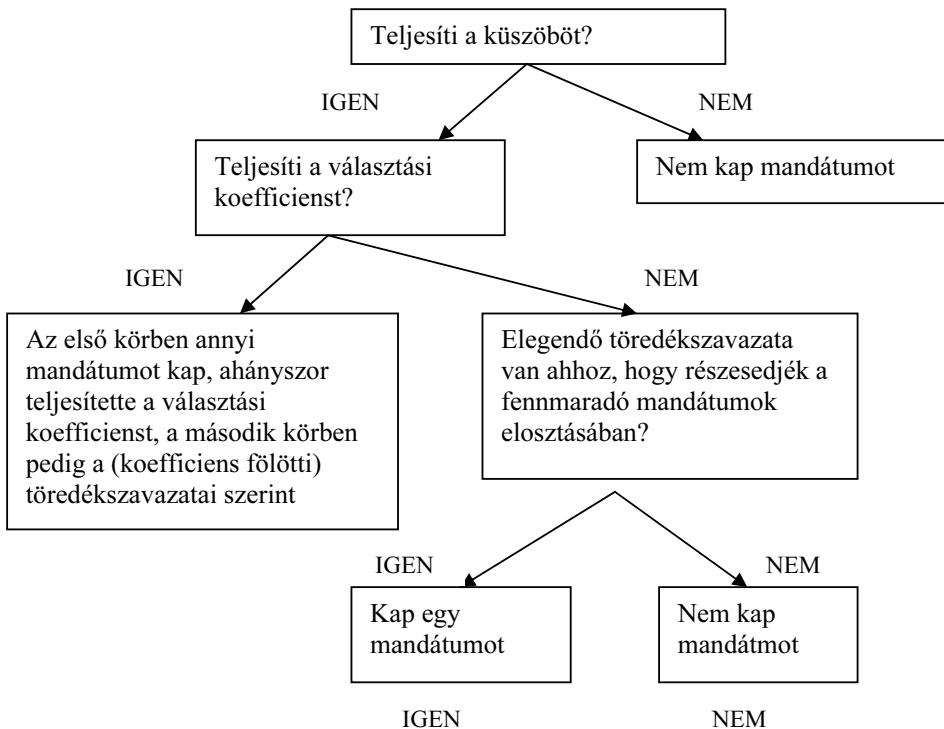 Teljesíti a küszöböt?
IGEN
NEM
Teljesíti a választási
koefficienst?
Nem kap mandátumot
IGEN
NEM
Az első körben annyi
mandátumot kap, ahányszor
teljesítette a választási
koefficienst, a második körben
pedig a (koefficiens fölötti)
töredékszavazatai szerint
Elegendő töredékszavazata
van ahhoz, hogy részesedjék a
fennmaradó mandátumok
elosztásában?
IGEN
NEM
Kap egy
mandátumot
Nem kap
mandátmot
IGEN
NEM